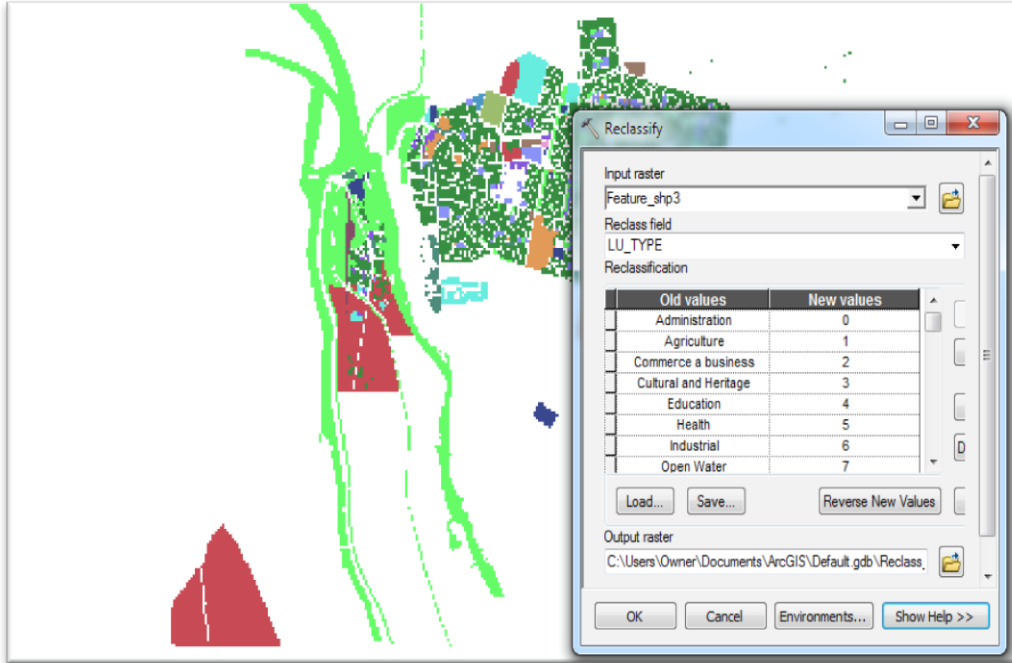 Reclassify
Input raster
Feature_shp3
Reclass field
LU_TYPE
Reclassification
Old values New values
Administration 0
Agriculture 1
Commerce a business 2
Cultural and Heritage 3
Education 4
Health 5
Industrial 6
Open Water 7
D
Load... Save... Reverse New Values
Output raster
C:\Users\Owner\Documents\ArcGIS\Default.gdb\Reclass_
OK Cancel Environments... Show Help >>